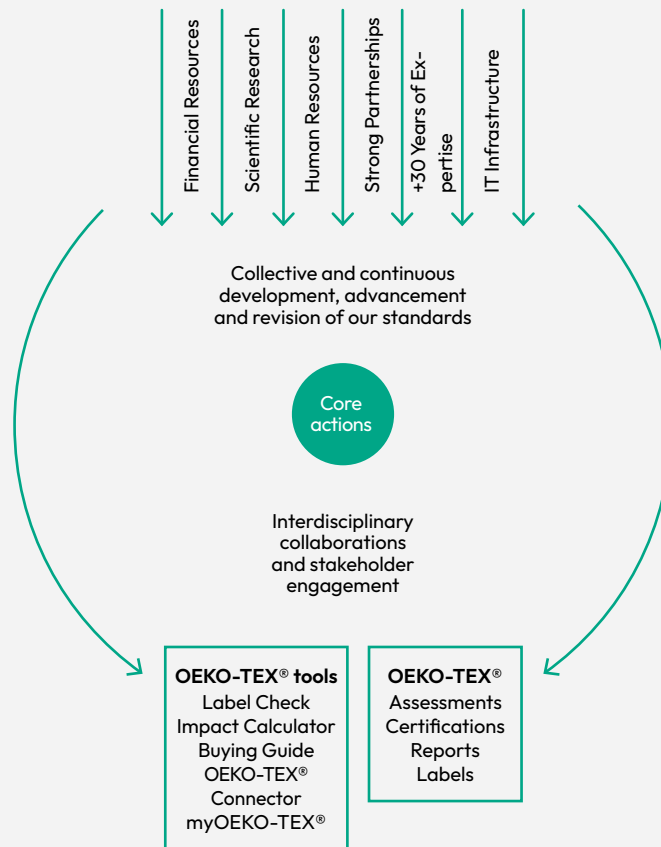 Financial Resources
Scientific Research
Human Resources
Strong Partnerships
+30 Years of Ex-
pertise
IT Infrastructure
Collective and continuous
development, advancement
and revision of our standards
Core
actions
Interdisciplinary
collaborations
and stakeholder
engagement
OEKO-TEX® tools
Label Check
Impact Calculator
Buying Guide
OEKO-TEX®
Connector
myOEKO-TEX®
OEKO-TEX®
Assessments
Certifications
Reports
Labels